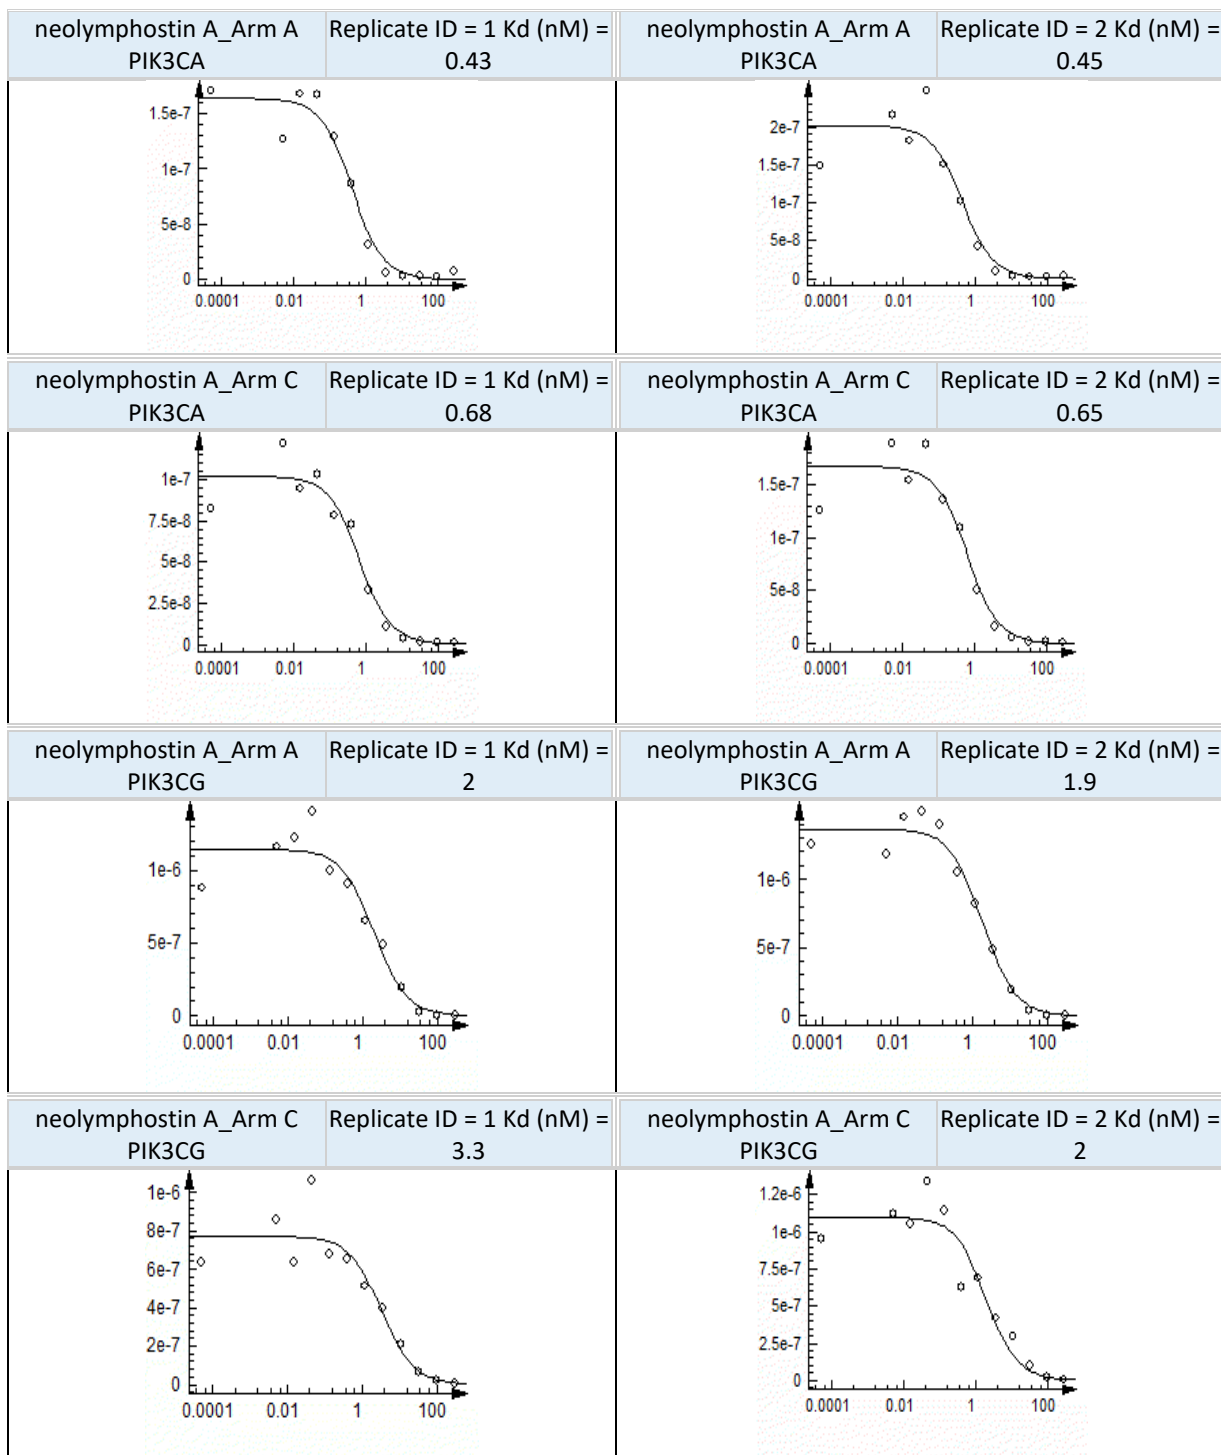 neolymphostin A_Arm A
PIK3CA
Replicate ID = 1 Kd (nM) =
0.43
neolymphostin A_Arm A
PIK3CA
Replicate ID = 2 Kd (nM) =
0.45
1.5e-7
1e-7
5e-8
0
0.0001 0.01 1 100
2e-7
1.5e-7
1e-7
5e-8
0
0.0001 0.01 1 100
neolymphostin A_Arm C
PIK3CA
Replicate ID = 1 Kd (nM) =
0.68
neolymphostin A_Arm C
PIK3CA
Replicate ID = 2 Kd (nM) =
0.65
1e-7
7.5e-8
5e-8
2.5e-8
0
0.0001 0.01 1 100
1.5e-7
1e-7
5e-8
0
0.0001 0.01 1 100
neolymphostin A_Arm A
PIK3CG
Replicate ID = 1 Kd (nM) =
2
neolymphostin A_Arm A
PIK3CG
Replicate ID = 2 Kd (nM) =
1.9
1e-6
5e-7
0
0.0001 0.01 1 100
1e-6
5e-7
0
0.0001 0.01 1 100
neolymphostin A_Arm C
PIK3CG
Replicate ID = 1 Kd (nM) =
3.3
neolymphostin A_Arm C
PIK3CG
Replicate ID = 2 Kd (nM) =
2
1e-6
8e-7
6e-7
4e-7
2e-7
0
0.0001 0.01 1 100
1.2e-6
1e-6
7.5e-7
5e-7
2.5e-7
0
0.0001 0.01 1 100